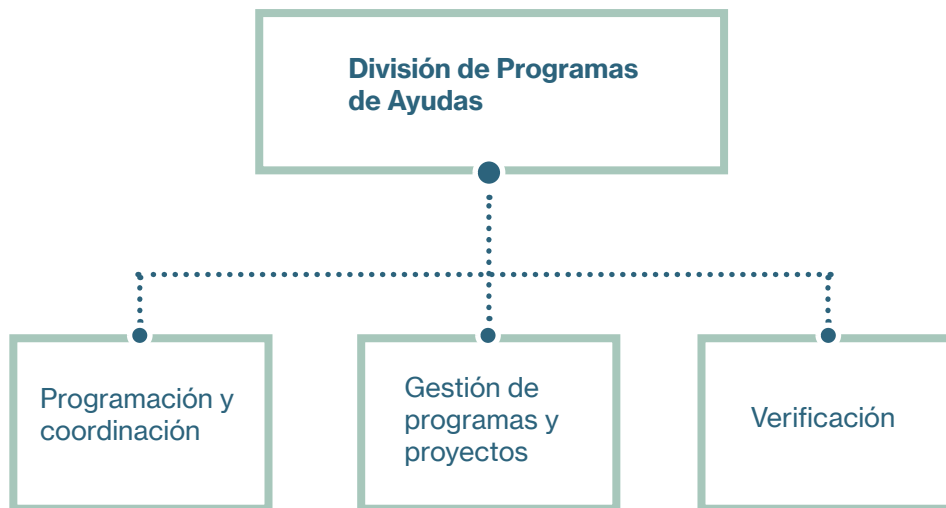 División de Programas
de Ayudas
Programación y
coordinación
Gestión de
programas y
proyectos
Verificación